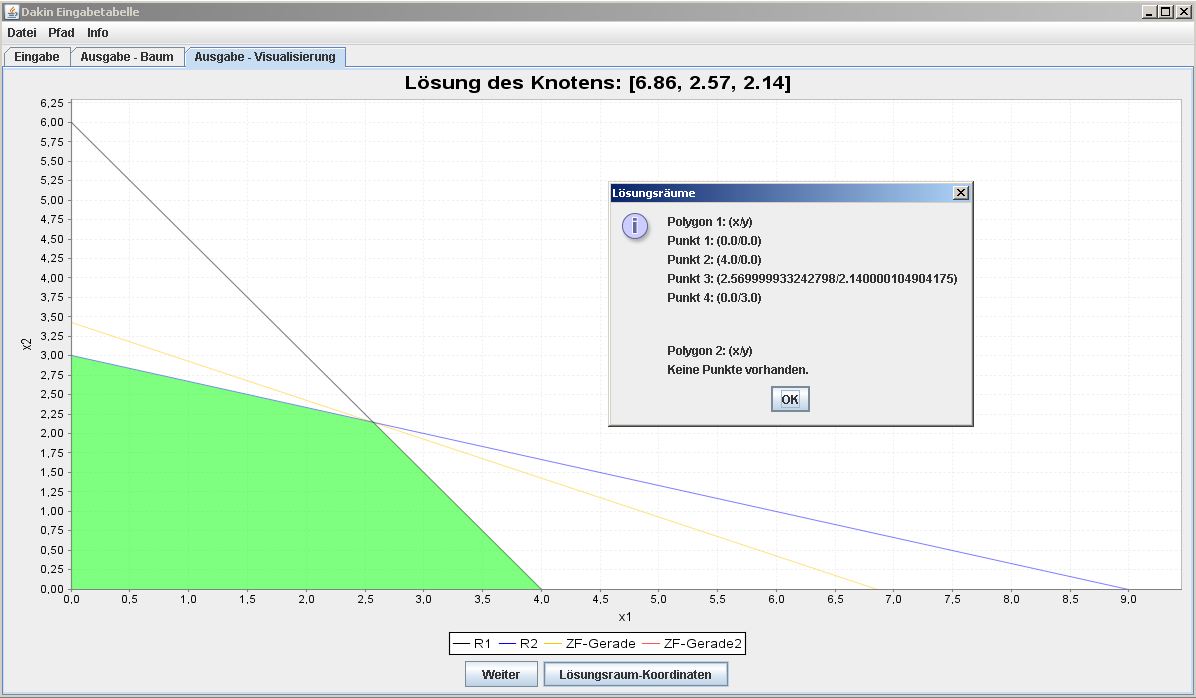 Dakin Eingabetabelle
Datei Pfad Info
Eingabe Ausgabe - Baum Ausgabe - Visualisierung
Lösung des Knotens: [6.86, 2.57, 2.14]
6,25
6,00
5,75
5,50
5,25
5,00
4,75
4,50
4,25
4,00
3,75
3,50
3,25
3,00
2,75
2,50
2,25
2,00
1,75
1,50
1,25
1,00
0,75
0,50
0,25
0,00
x2
0,0 0,5 1,0 1,5 2,0 2,5 3,0 3,5 4,0 4,5 5,0 5,5 6,0 6,5 7,0 7,5 8,0 8,5 9,0
x1
Lösungsräume
Polygon 1: (x/y)
Punkt 1: (0.0/0.0)
Punkt 2: (4.0/0.0)
Punkt 3: (2.569999933242798/2.140000104904175)
Punkt 4: (0.0/3.0)
Polygon 2: (x/y)
Keine Punkte vorhanden.
OK
R1 R2 ZF-Gerade ZF-Gerade2
Weiter Lösungsraum-Koordinaten